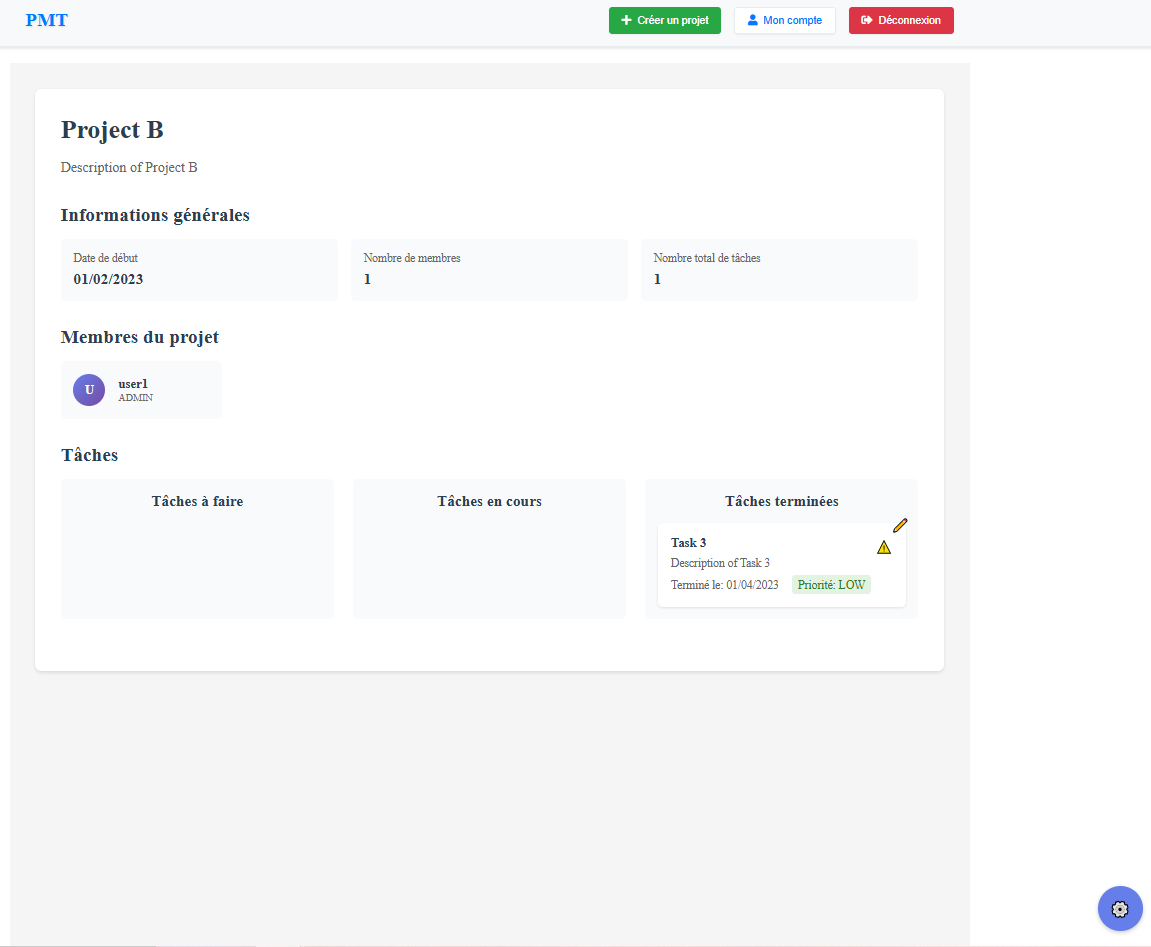 PMT
Créer un projet
Mon compte
Déconnexion
Project B
Description of Project B
Informations générales
Date de début
01/02/2023
Nombre de membres
1
Nombre total de tâches
1
Membres du projet
U
user1
ADMIN
Tâches
Tâches à faire
Tâches en cours
Tâches terminées
Task 3
Description of Task 3
Terminé le: 01/04/2023
Priorité: LOW